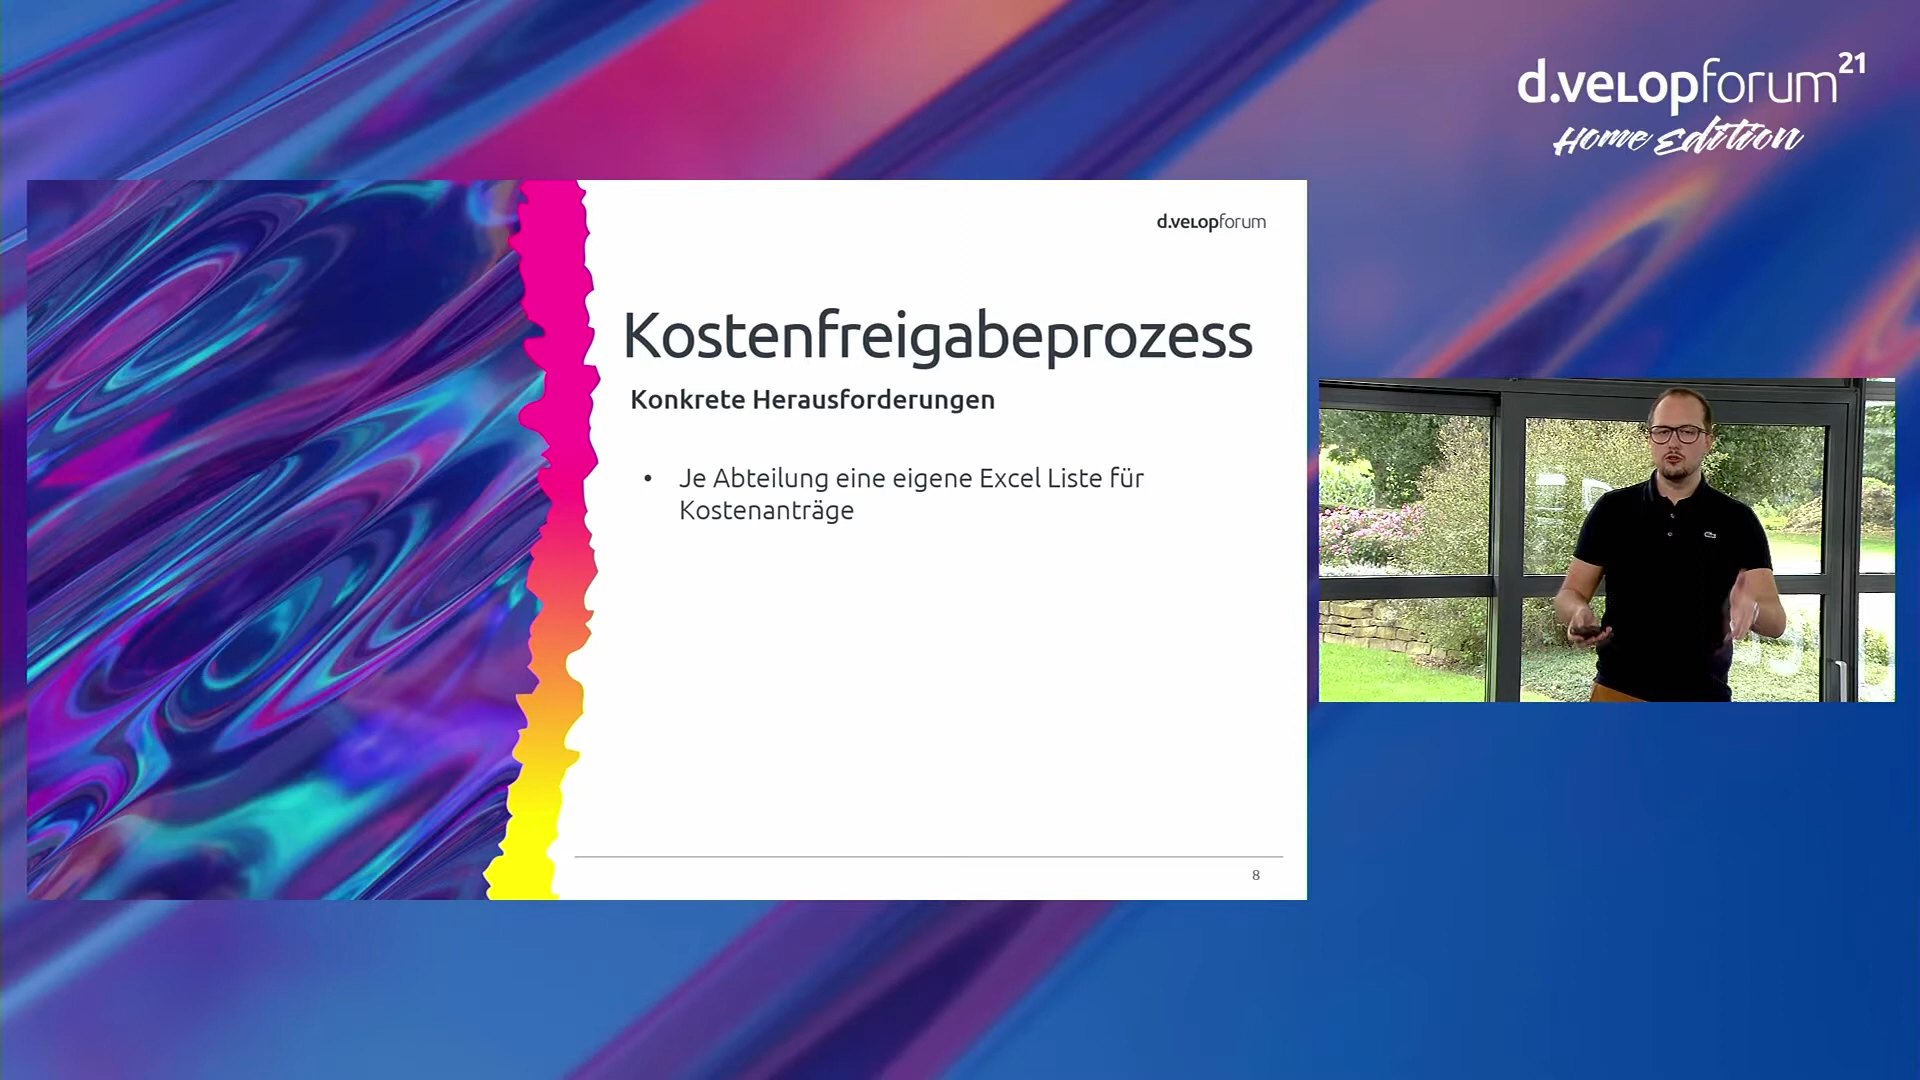 d.velopforum21
Home Edition
d.velopforum
Kostenfreigabeprozess
Konkrete Herausforderungen
• Je Abteilung eine eigene Excel Liste für
Kostenanträge
8